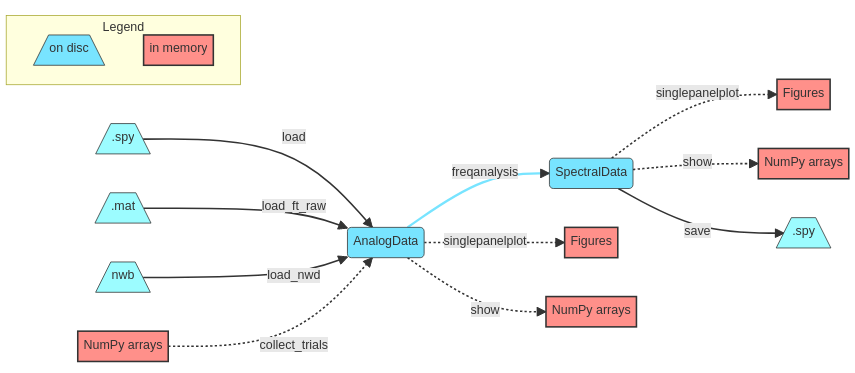 Legend
on disc
in memory
.spy
load
.mat
load_ft_raw
nwb
load_nwd
NumPy arrays
collect_trials
AnalogData
freqanalysis
singlepanelplot
Figures
show
NumPy arrays
SpectralData
singlepanelplot
Figures
show
NumPy arrays
save
.spy